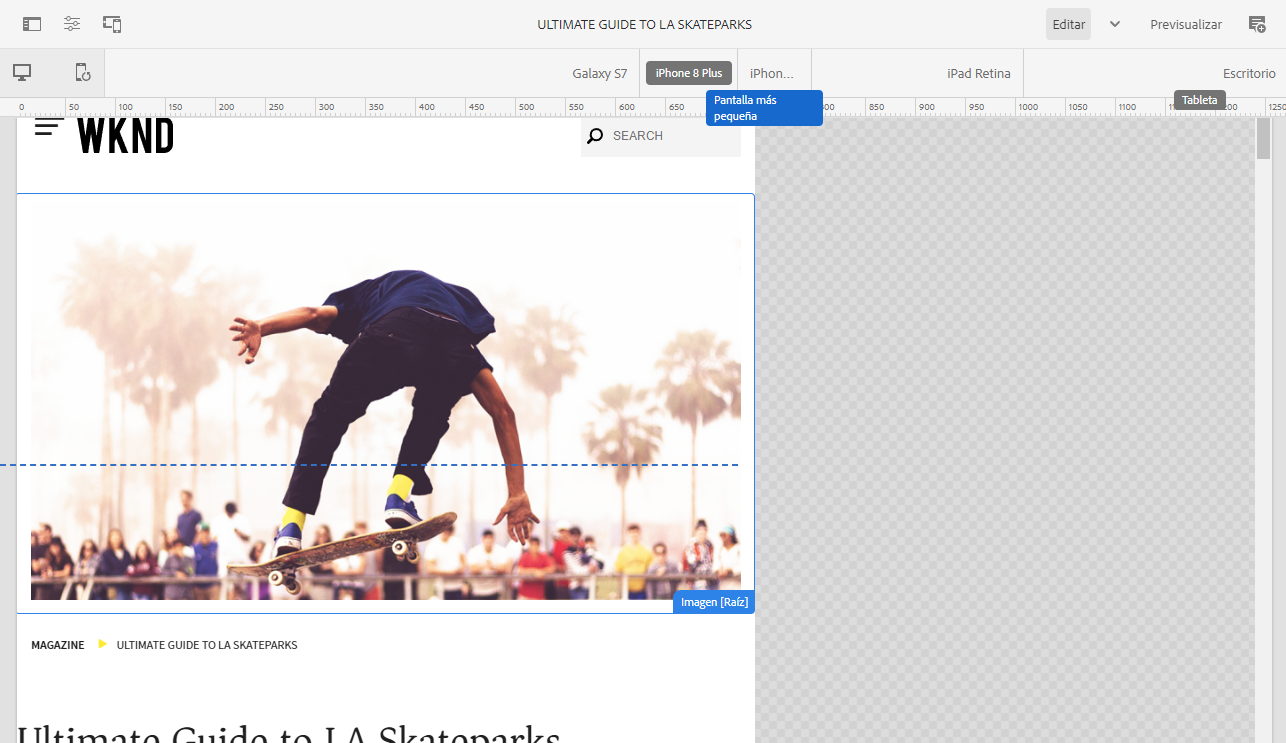 ULTIMATE GUIDE TO LA SKATEPARKS
Editar
Previsualizar
Galaxy S7
iPhone 8 Plus
iPhon...
iPad Retina
Escritorio
Pantalla más
pequeña
Tableta
0 50 100 150 200 250 300 350 400 450 500 550 600 650 850 900 950 1000 1050 1100 1250
WKND
SEARCH
Imagen [Raíz]
MAGAZINE
ULTIMATE GUIDE TO LA SKATEPARKS
Ultimate Guide to LA Skateparks